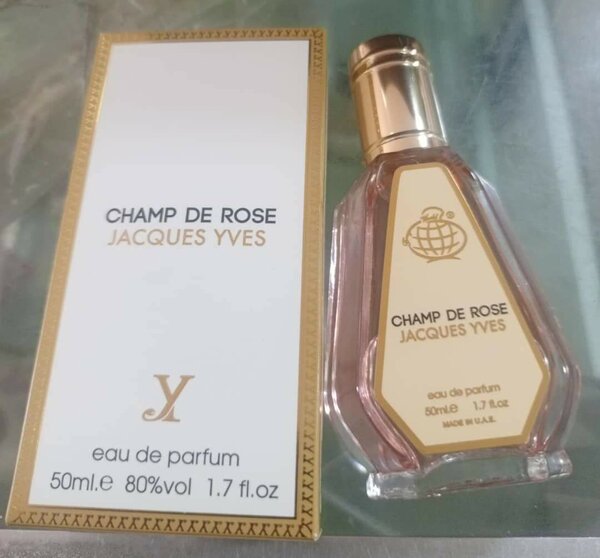 CHAMP DE ROSE
JACQUES YVES
JY
eau de parfum
50ml.e 80%vol 1.7 fl.oz
®
CHAMP DE ROSE
JACQUES YVES
eau de parfum
50ml.e 1.7 fl.oz
MADE IN U.A.E.